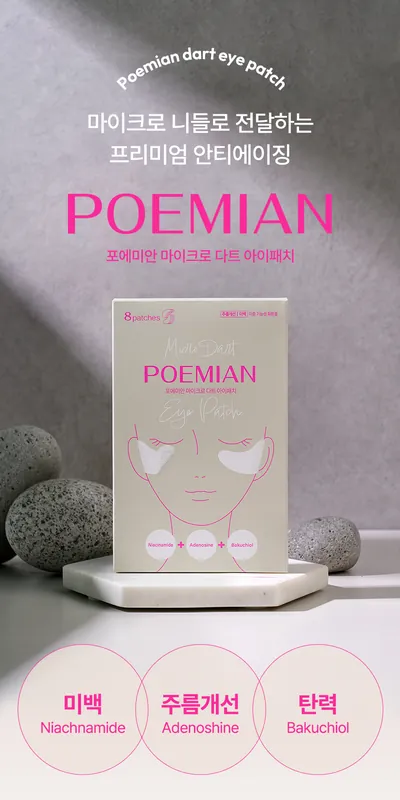 Poemian dart eye patch
마이크로 니들로 전달하는
프리미엄 안티에이징
POEMIAN
포에미안 마이크로 다트 아이패치
8patches
Micro Dart
POEMIAN
포에미안 마이크로 다트 아이패치
Eye Patch
Niacinamide + Adenosine + Bakuchiol
미백
Niachnamide
주름개선
Adenoshine
탄력
Bakuchiol